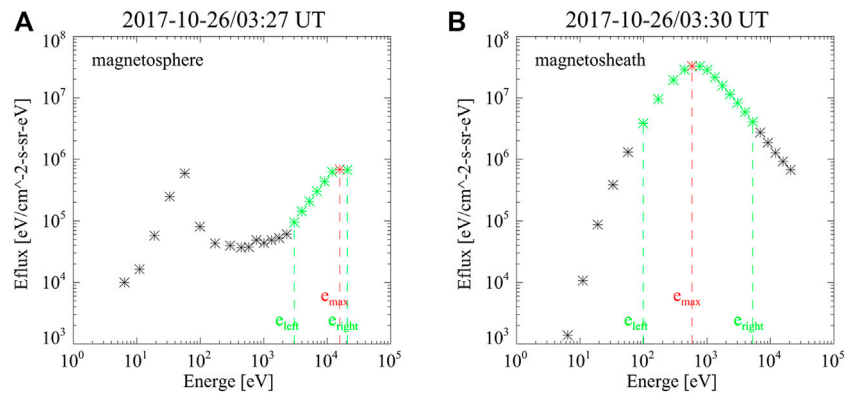 A 2017-10-26/03:27 UT
magnetosphere
Eflux [eV/cm^-2-s-sr-eV]
10^8
10^7
10^6
10^5
10^4
10^3
e_max
e_left e_right
10^0 10^1 10^2 10^3 10^4 10^5
Energe [eV]
B 2017-10-26/03:30 UT
magnetosheath
Eflux [eV/cm^-2-s-sr-eV]
10^8
10^7
10^6
10^5
10^4
10^3
e_max
e_left e_right
10^0 10^1 10^2 10^3 10^4 10^5
Energe [eV]